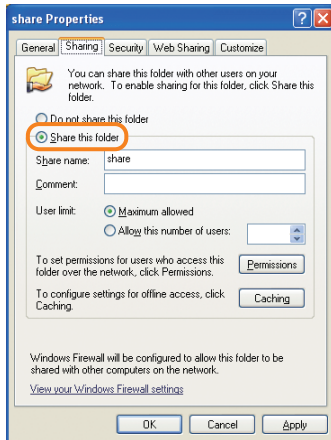 share Properties
General Sharing Security Web Sharing Customize
You can share this folder with other users on your
network. To enable sharing for this folder, click Share this
folder.
Do not share this folder
Share this folder
Share name: share
Comment:
User limit: Maximum allowed
Allow this number of users:
To set permissions for users who access this
folder over the network, click Permissions.
Permissions
To configure settings for offline access, click
Caching.
Caching
Windows Firewall will be configured to allow this folder to be
shared with other computers on the network.
View your Windows Firewall settings
OK Cancel Apply